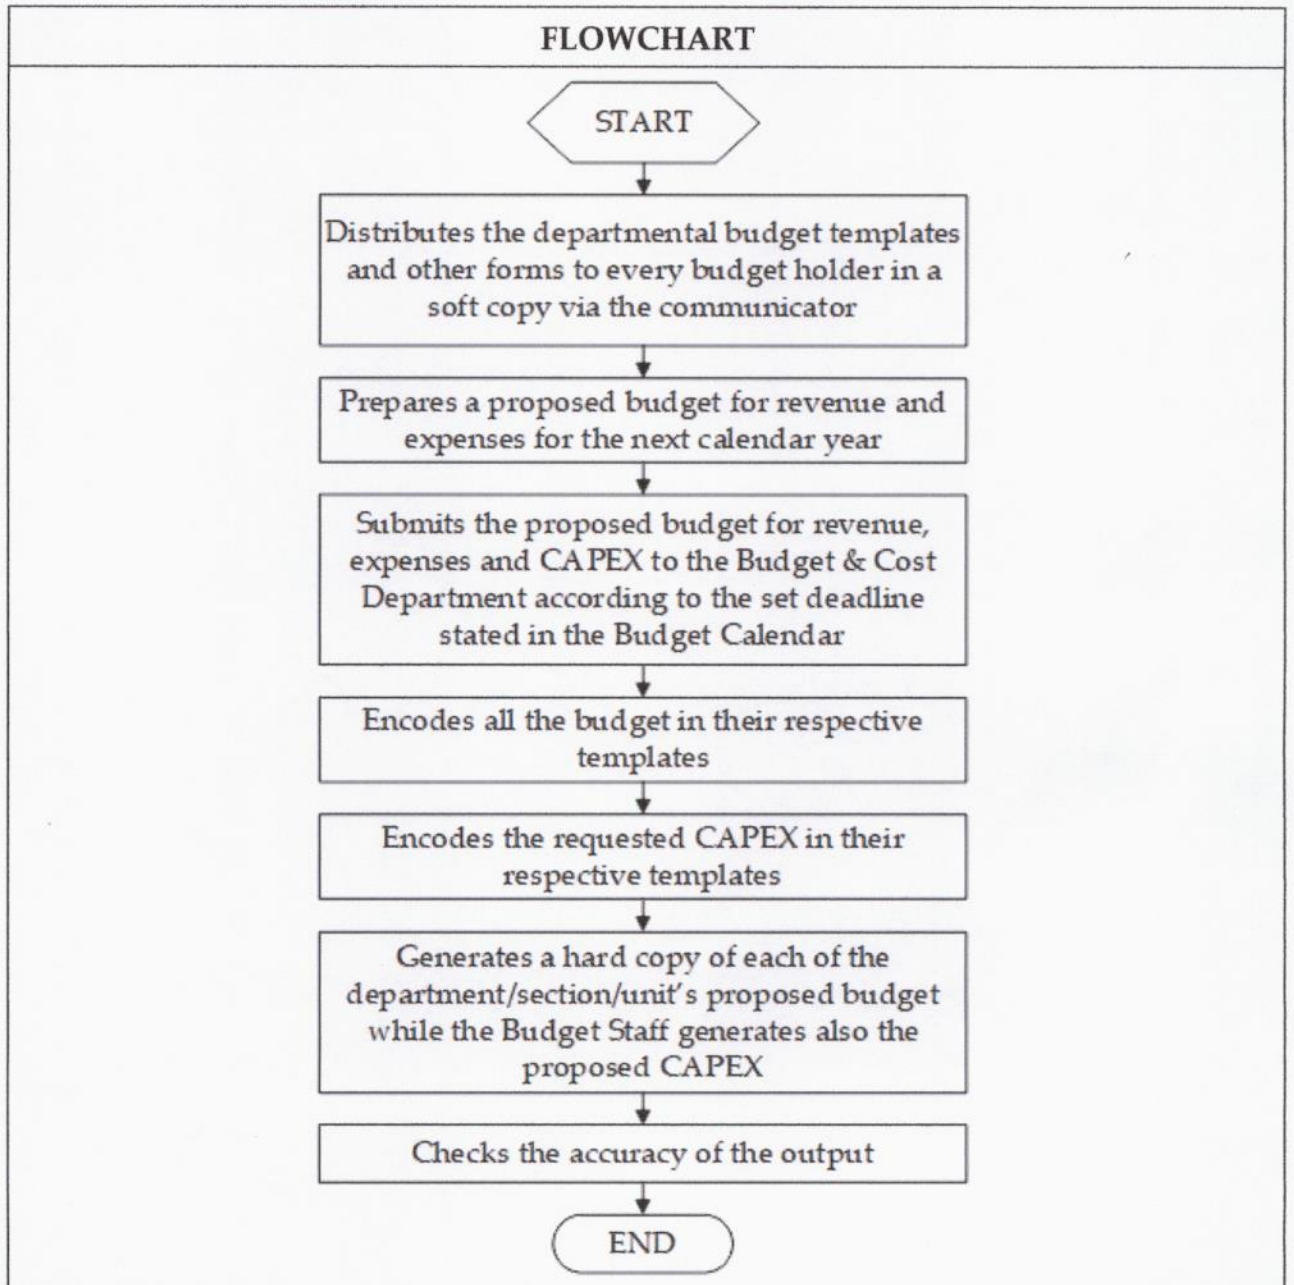 FLOWCHART
START
Distributes the departmental budget templates
and other forms to every budget holder in a
soft copy via the communicator
Prepares a proposed budget for revenue and
expenses for the next calendar year
Submits the proposed budget for revenue,
expenses and CAPEX to the Budget & Cost
Department according to the set deadline
stated in the Budget Calendar
Encodes all the budget in their respective
templates
Encodes the requested CAPEX in their
respective templates
Generates a hard copy of each of the
department/section/unit's proposed budget
while the Budget Staff generates also the
proposed CAPEX
Checks the accuracy of the output
END